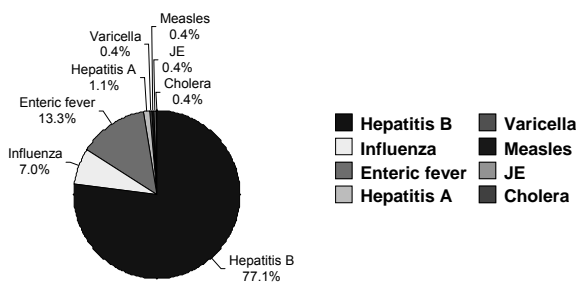 Measles
0.4%
Varicella
0.4%
JE
0.4%
Hepatitis A
1.1%
Cholera
0.4%
Enteric fever
13.3%
Influenza
7.0%
Hepatitis B
77.1%
Hepatitis B
Influenza
Enteric fever
Hepatitis A
Varicella
Measles
JE
Cholera